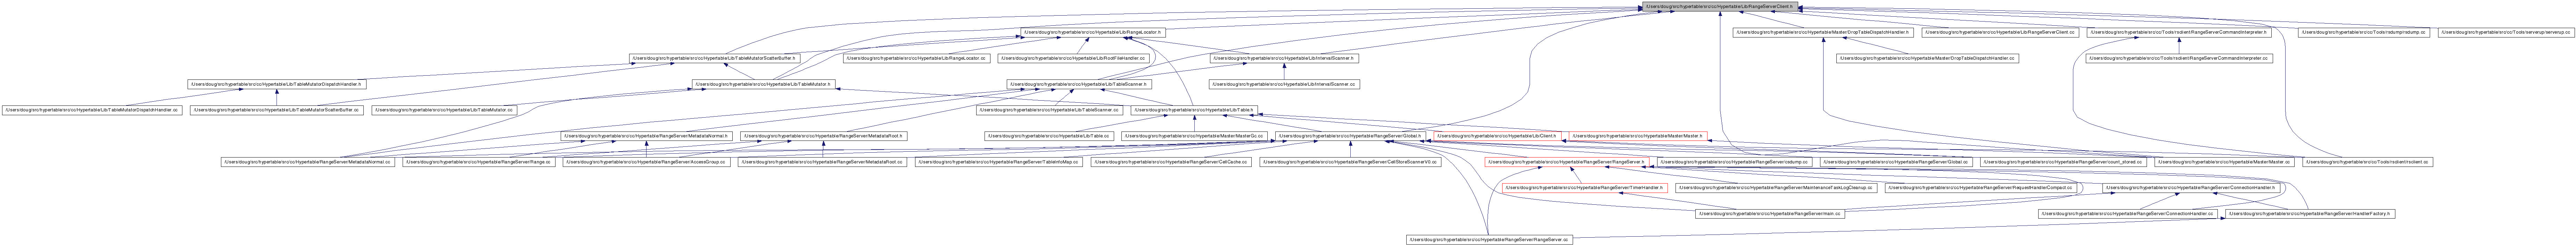 /Users/doug/src/hypertable/src/cc/Hypertable/Lib/RangeServerClient.h
/Users/doug/src/hypertable/src/cc/Hypertable/Lib/RangeLocator.h
/Users/doug/src/hypertable/src/cc/Hypertable/Master/DropTableDispatchHandler.h
/Users/doug/src/hypertable/src/cc/Hypertable/Lib/RangeServerClient.cc
/Users/doug/src/hypertable/src/cc/Tools/rsclient/RangeServerCommandInterpreter.h
/Users/doug/src/hypertable/src/cc/Tools/rsdump/rsdump.cc
/Users/doug/src/hypertable/src/cc/Tools/serverup/serverup.cc
/Users/doug/src/hypertable/src/cc/Hypertable/Lib/TableMutatorScatterBuffer.h
/Users/doug/src/hypertable/src/cc/Hypertable/Lib/RangeLocator.cc
/Users/doug/src/hypertable/src/cc/Hypertable/Lib/RootFileHandler.cc
/Users/doug/src/hypertable/src/cc/Hypertable/Lib/IntervalScanner.h
/Users/doug/src/hypertable/src/cc/Hypertable/Master/DropTableDispatchHandler.cc
/Users/doug/src/hypertable/src/cc/Tools/rsclient/RangeServerCommandInterpreter.cc
/Users/doug/src/hypertable/src/cc/Hypertable/Lib/TableMutatorDispatchHandler.h
/Users/doug/src/hypertable/src/cc/Hypertable/Lib/TableMutator.h
/Users/doug/src/hypertable/src/cc/Hypertable/Lib/TableScanner.h
/Users/doug/src/hypertable/src/cc/Hypertable/Lib/IntervalScanner.cc
/Users/doug/src/hypertable/src/cc/Hypertable/Lib/TableMutatorDispatchHandler.cc
/Users/doug/src/hypertable/src/cc/Hypertable/Lib/TableMutatorScatterBuffer.cc
/Users/doug/src/hypertable/src/cc/Hypertable/Lib/TableMutator.cc
/Users/doug/src/hypertable/src/cc/Hypertable/Lib/TableScanner.cc
/Users/doug/src/hypertable/src/cc/Hypertable/Lib/Table.h
/Users/doug/src/hypertable/src/cc/Hypertable/RangeServer/MetadataNormal.h
/Users/doug/src/hypertable/src/cc/Hypertable/RangeServer/MetadataRoot.h
/Users/doug/src/hypertable/src/cc/Hypertable/Lib/Table.cc
/Users/doug/src/hypertable/src/cc/Hypertable/Master/MasterGc.cc
/Users/doug/src/hypertable/src/cc/Hypertable/RangeServer/Global.h
/Users/doug/src/hypertable/src/cc/Hypertable/Lib/Client.h
/Users/doug/src/hypertable/src/cc/Hypertable/Master/Master.h
/Users/doug/src/hypertable/src/cc/Hypertable/RangeServer/MetadataNormal.cc
/Users/doug/src/hypertable/src/cc/Hypertable/RangeServer/Range.cc
/Users/doug/src/hypertable/src/cc/Hypertable/RangeServer/AccessGroup.cc
/Users/doug/src/hypertable/src/cc/Hypertable/RangeServer/MetadataRoot.cc
/Users/doug/src/hypertable/src/cc/Hypertable/RangeServer/TableInfoMap.cc
/Users/doug/src/hypertable/src/cc/Hypertable/RangeServer/CellCache.cc
/Users/doug/src/hypertable/src/cc/Hypertable/RangeServer/CellStoreScannerV0.cc
/Users/doug/src/hypertable/src/cc/Hypertable/RangeServer/RangeServer.h
/Users/doug/src/hypertable/src/cc/Hypertable/RangeServer/csdump.cc
/Users/doug/src/hypertable/src/cc/Hypertable/RangeServer/Global.cc
/Users/doug/src/hypertable/src/cc/Hypertable/RangeServer/count_stored.cc
/Users/doug/src/hypertable/src/cc/Hypertable/Master/Master.cc
/Users/doug/src/hypertable/src/cc/Tools/rsclient/rsclient.cc
/Users/doug/src/hypertable/src/cc/Hypertable/RangeServer/TimerHandler.h
/Users/doug/src/hypertable/src/cc/Hypertable/RangeServer/MaintenanceTaskLogCleanup.cc
/Users/doug/src/hypertable/src/cc/Hypertable/RangeServer/RequestHandlerCompact.cc
/Users/doug/src/hypertable/src/cc/Hypertable/RangeServer/ConnectionHandler.h
/Users/doug/src/hypertable/src/cc/Hypertable/RangeServer/main.cc
/Users/doug/src/hypertable/src/cc/Hypertable/RangeServer/ConnectionHandler.cc
/Users/doug/src/hypertable/src/cc/Hypertable/RangeServer/HandlerFactory.h
/Users/doug/src/hypertable/src/cc/Hypertable/RangeServer/RangeServer.cc